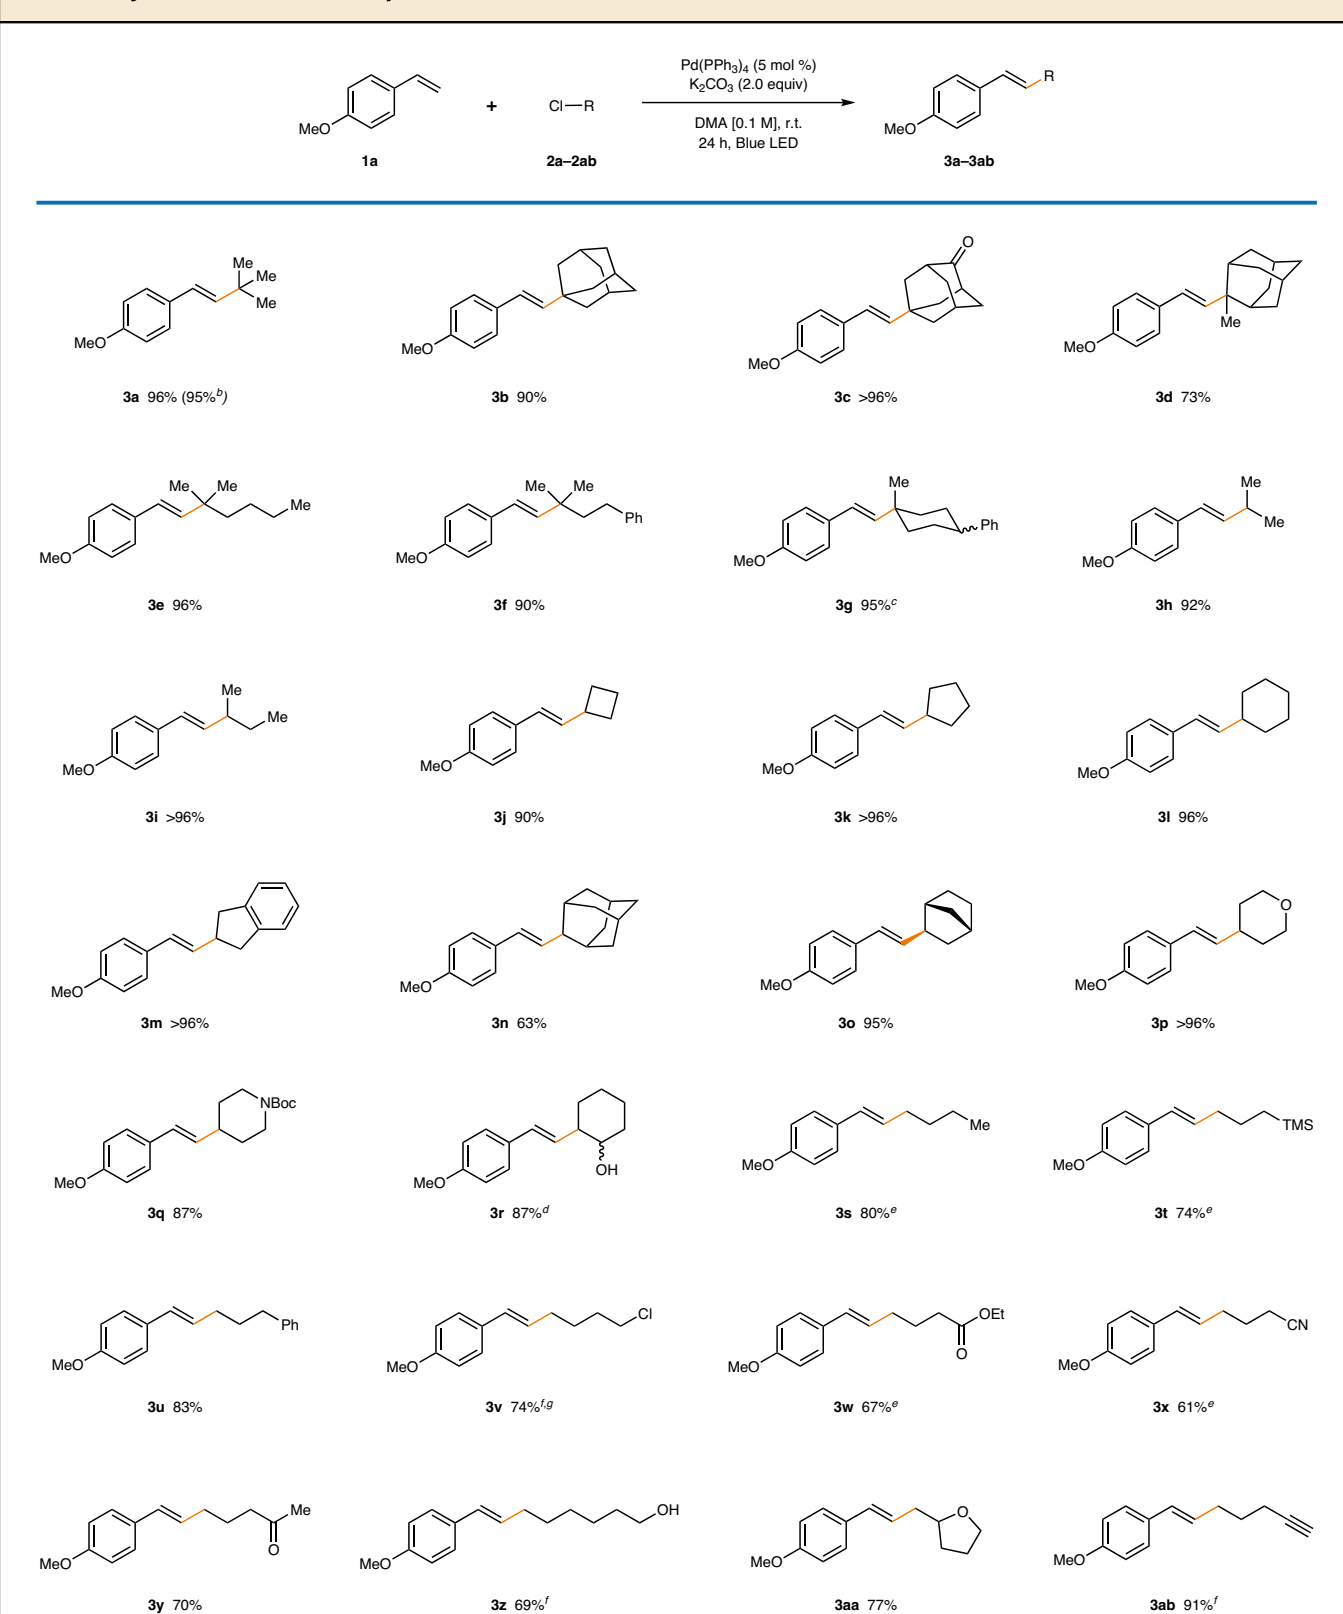 Pd(PPh3)4 (5 mol %)
K2CO3 (2.0 equiv)
MeO
+
Cl—R
DMA [0.1 M], r.t.
24 h, Blue LED
R
MeO
1a
2a–2ab
3a–3ab
Me
Me
Me
MeO
MeO
O
MeO
Me
MeO
3a 96% (95%b)
3b 90%
3c >96%
3d 73%
Me Me
Me
MeO
Me Me
Ph
MeO
Me
Ph
MeO
Me
Me
MeO
3e 96%
3f 90%
3g 95%c
3h 92%
Me
Me
MeO
MeO
MeO
MeO
3i >96%
3j 90%
3k >96%
3l 96%
MeO
MeO
MeO
O
MeO
3m >96%
3n 63%
3o 95%
3p >96%
NBoc
MeO
OH
MeO
Me
MeO
TMS
MeO
3q 87%
3r 87%d
3s 80%e
3t 74%e
Ph
MeO
Cl
MeO
OEt
O
MeO
CN
MeO
3u 83%
3v 74%f,g
3w 67%e
3x 61%e
Me
O
MeO
OH
MeO
O
MeO
MeO
3y 70%
3z 69%f
3aa 77%
3ab 91%f